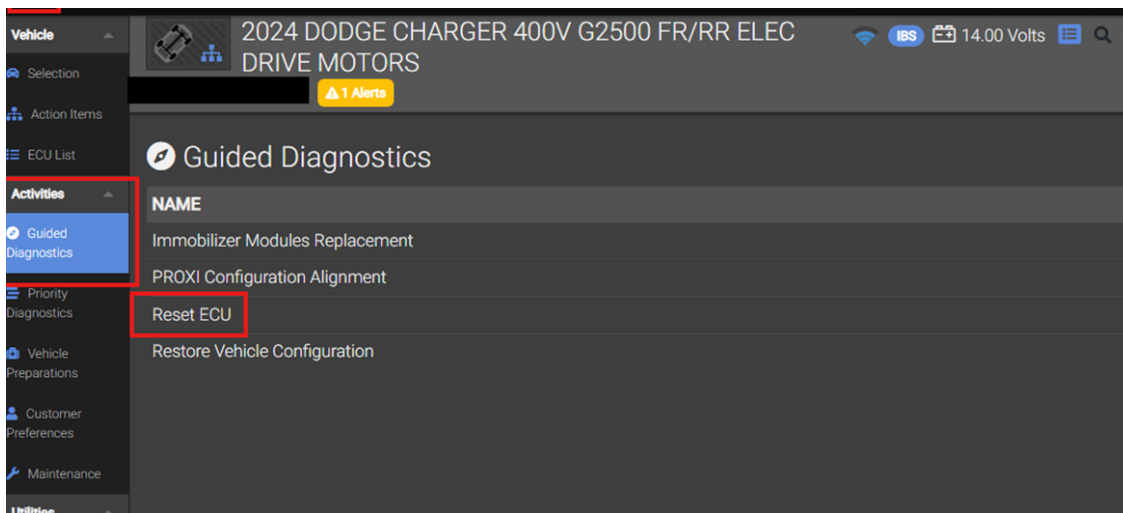 Vehicle
Selection
Action Items
ECU List
Activities
Guided
Diagnostics
Priority
Diagnostics
Vehicle
Preparations
Customer
Preferences
Maintenance
Utilities
2024 DODGE CHARGER 400V G2500 FR/RR ELEC
DRIVE MOTORS
IBS 14.00 Volts
1 Alerts
Guided Diagnostics
NAME
Immobilizer Modules Replacement
PROXI Configuration Alignment
Reset ECU
Restore Vehicle Configuration